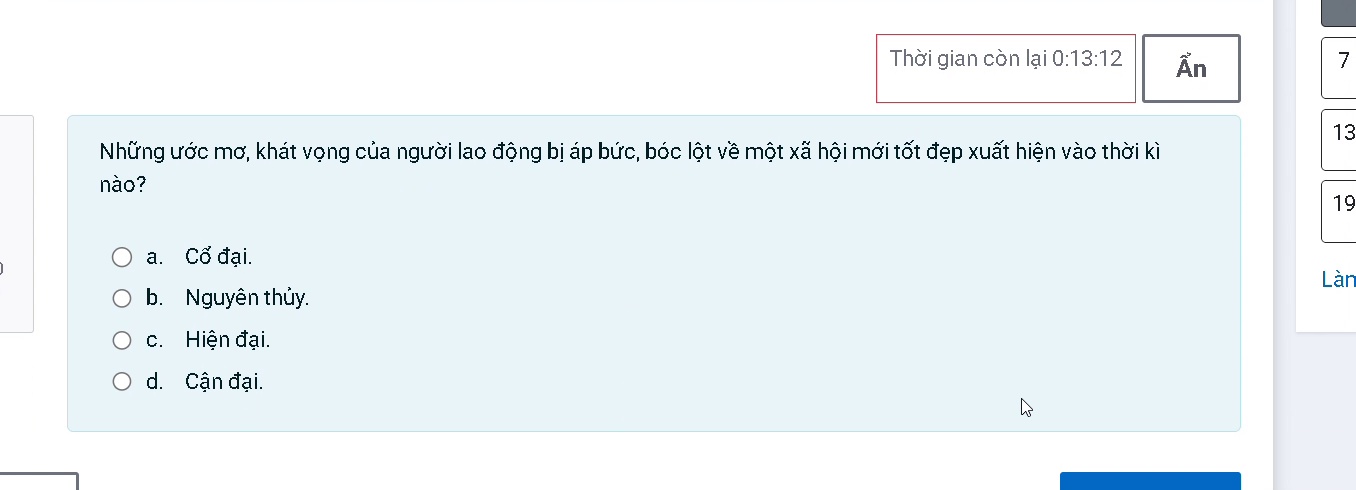 Thời gian còn lại 0:13:12
Ẩn
7
Những ước mơ, khát vọng của người lao động bị áp bức, bóc lột về một xã hội mới tốt đẹp xuất hiện vào thời kì
nào?
13
19
a. Cổ đại.
b. Nguyên thủy.
Làn
c. Hiện đại.
d. Cận đại.